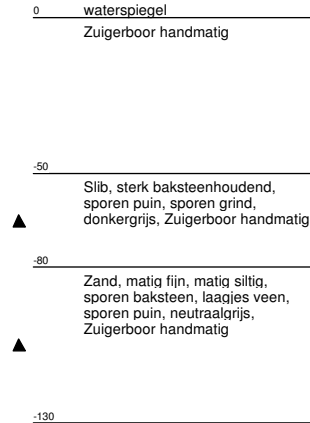 0 waterspiegel
Zuigerboor handmatig
-50
Slib, sterk baksteenhoudend,
sporen puin, sporen grind,
donkergrijs, Zuigerboor handmatig
-80
Zand, matig fijn, matig siltig,
sporen baksteen, laagjes veen,
sporen puin, neutraalgrijs,
Zuigerboor handmatig
-130